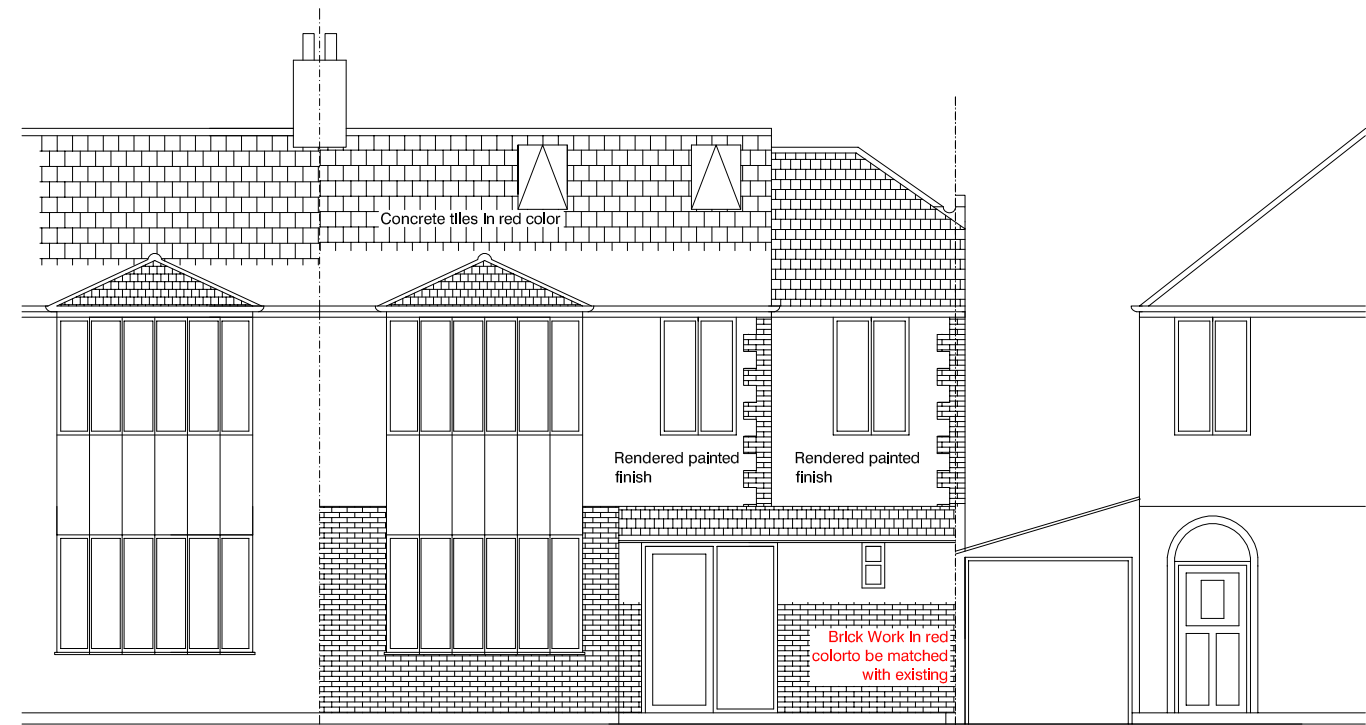 Concrete tiles in red color
Rendered painted
finish
Rendered painted
finish
Brick Work in red
colorto be matched
with existing